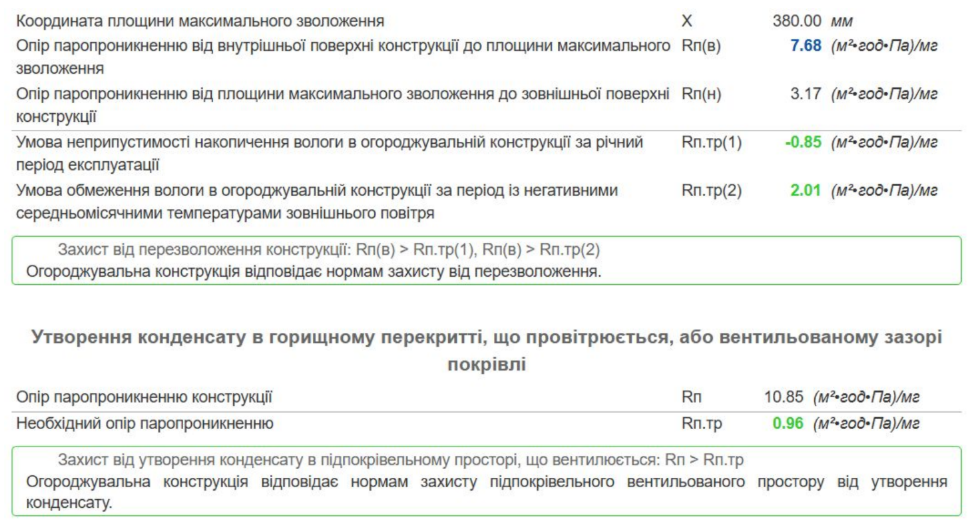 Координата площини максимального зволоження X 380.00 мм
Опір паропроникненню від внутрішньої поверхні конструкції до площини максимального Rп(в) 7.68 (м²•год•Па)/мг
зволоження
Опір паропроникненню від площини максимального зволоження до зовнішньої поверхні Rп(н) 3.17 (м²•год•Па)/мг
конструкції
Умова неприпустимості накопичення вологи в огороджувальній конструкції за річний Rп.тр(1) -0.85 (м²•год•Па)/мг
період експлуатації
Умова обмеження вологи в огороджувальній конструкції за період із негативними Rп.тр(2) 2.01 (м²•год•Па)/мг
середньомісячними температурами зовнішнього повітря
Захист від перезволоження конструкції: Rп(в) > Rп.тр(1), Rп(в) > Rп.тр(2)
Огороджувальна конструкція відповідає нормам захисту від перезволоження.
Утворення конденсату в горищному перекритті, що провітрюється, або вентильованому зазорі
покрівлі
Опір паропроникненню конструкції Rп 10.85 (м²•год•Па)/мг
Необхідний опір паропроникненню Rп.тр 0.96 (м²•год•Па)/мг
Захист від утворення конденсату в підпокрівельному просторі, що вентилюється: Rп > Rп.тр
Огороджувальна конструкція відповідає нормам захисту підпокрівельного вентильованого простору від утворення
конденсату.